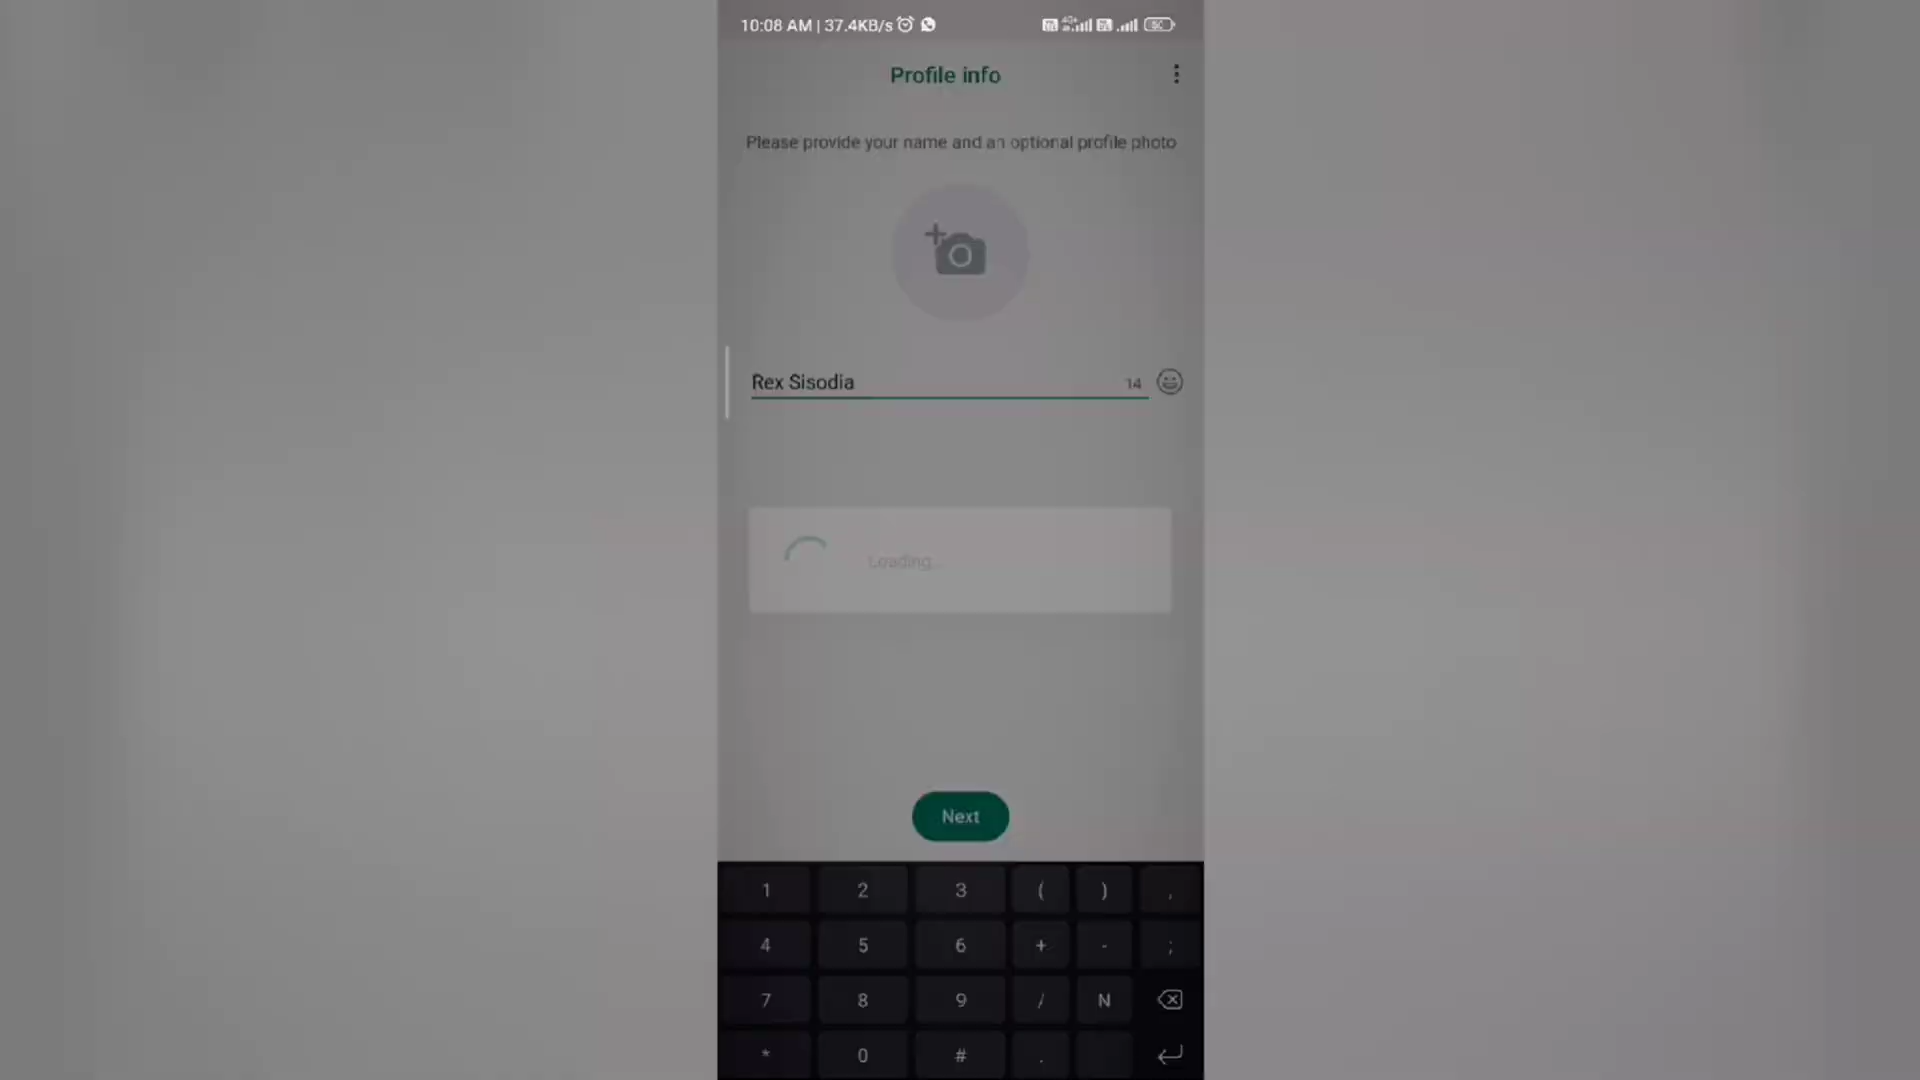 10:08 AM | 37.4KB/s
Profile info
Please provide your name and an optional profile photo
Rex Sisodia 14
Loading...
Next
1 2 3 ( ) ,
4 5 6 + - ;
7 8 9 / N
* 0 # .